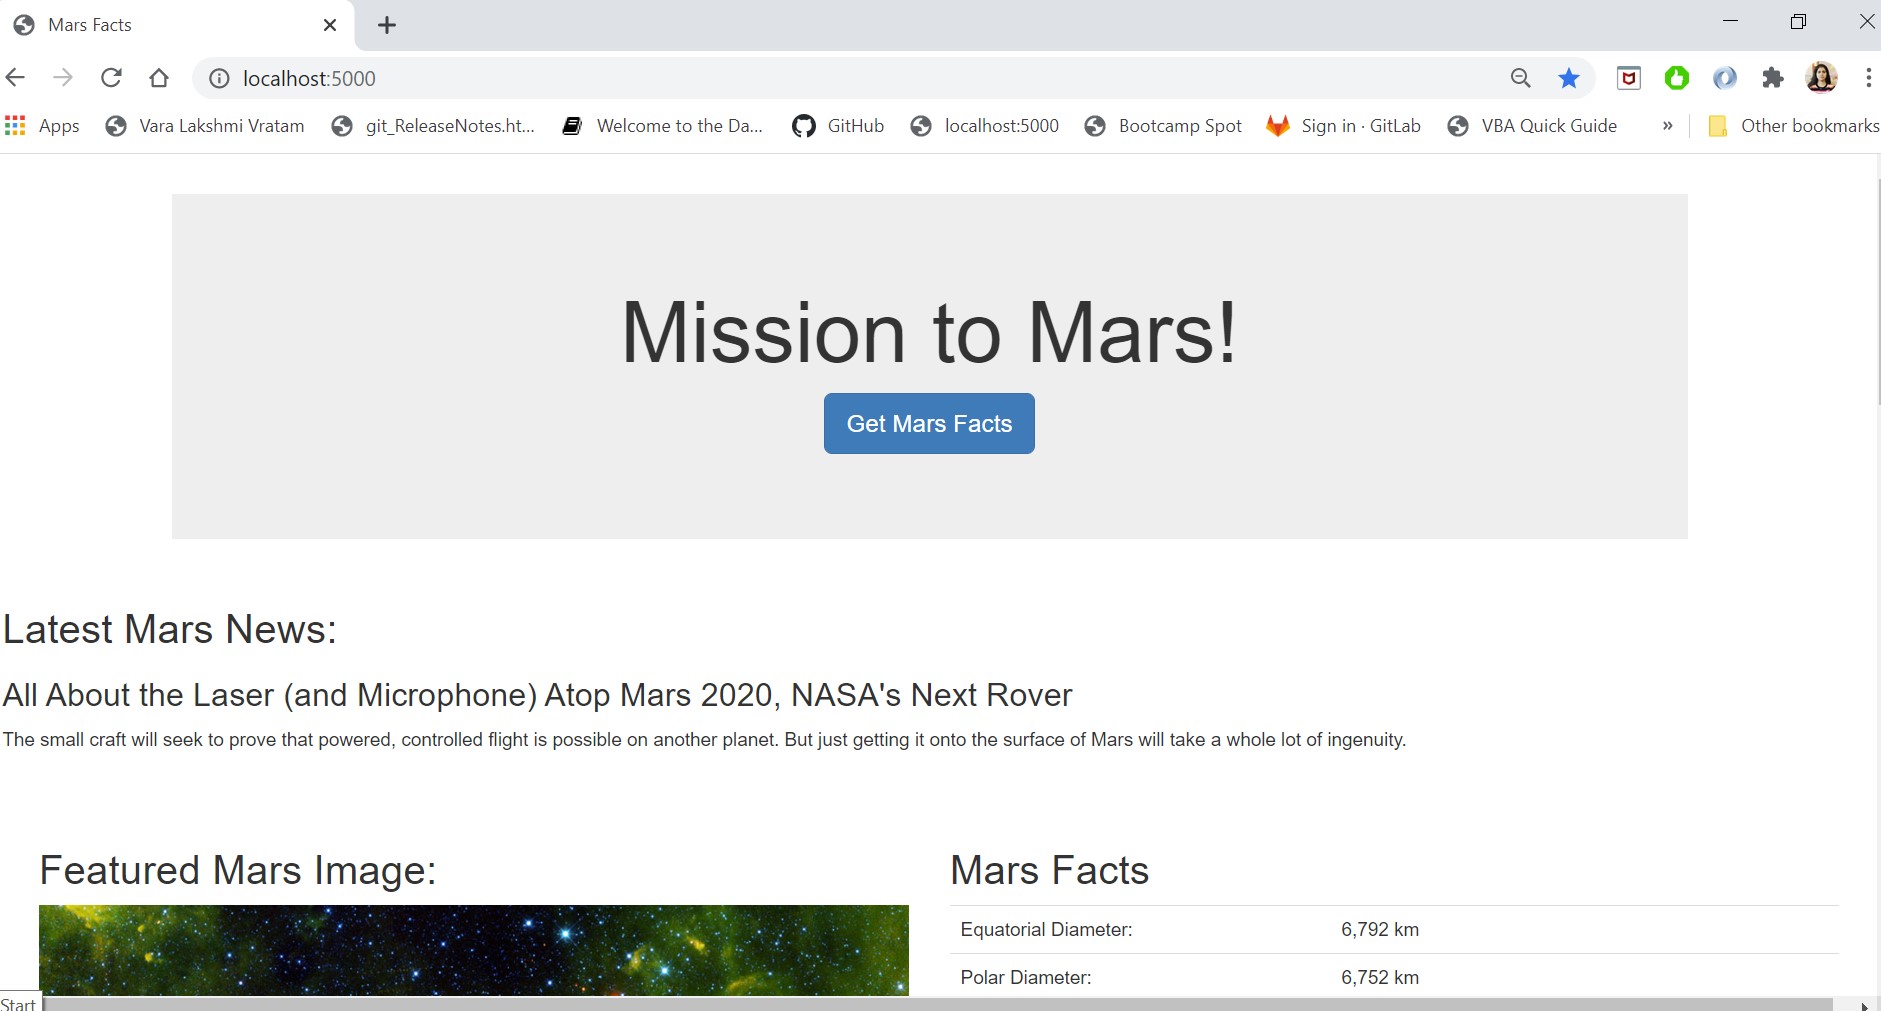 Mars Facts
localhost:5000
Apps Vara Lakshmi Vratam git_ReleaseNotes.ht... Welcome to the Da... GitHub localhost:5000 Bootcamp Spot Sign in · GitLab VBA Quick Guide » Other bookmarks
Mission to Mars!
Get Mars Facts
Latest Mars News:
All About the Laser (and Microphone) Atop Mars 2020, NASA's Next Rover
The small craft will seek to prove that powered, controlled flight is possible on another planet. But just getting it onto the surface of Mars will take a whole lot of ingenuity.
Featured Mars Image:
Mars Facts
Equatorial Diameter: 6,792 km
Polar Diameter: 6,752 km
Start